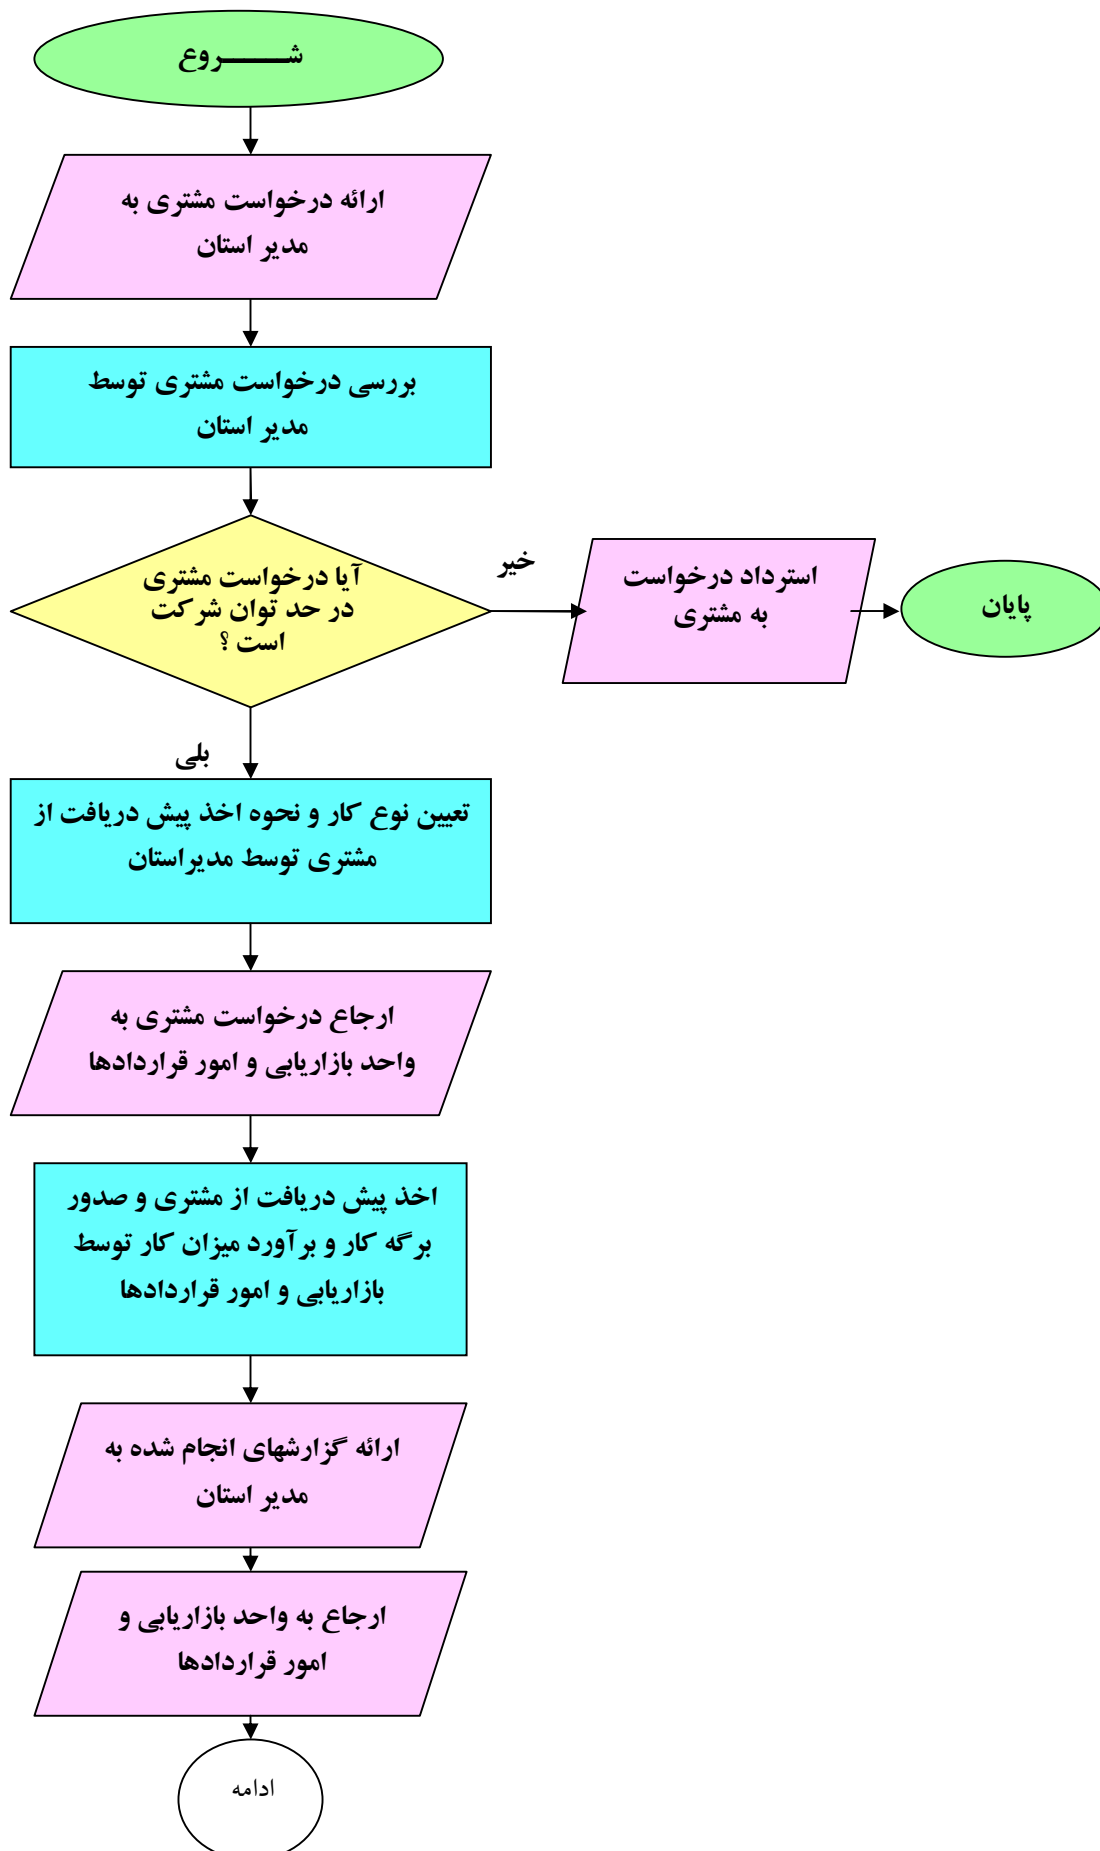 شـــــــــروع
ارائه درخواست مشتری به
مدیر استان
بررسی درخواست مشتری توسط
مدیر استان
آیا درخواست مشتری
در حد توان شرکت
است ؟
خیر
استرداد درخواست
به مشتری
پایان
بلی
تعیین نوع کار و نحوه اخذ پیش دریافت از
مشتری توسط مدیراستان
ارجاع درخواست مشتری به
واحد بازاریابی و امور قراردادها
اخذ پیش دریافت از مشتری و صدور
برگه کار و برآورد میزان کار توسط
بازاریابی و امور قراردادها
ارائه گزارشهای انجام شده به
مدیر استان
ارجاع به واحد بازاریابی و
امور قراردادها
ادامه